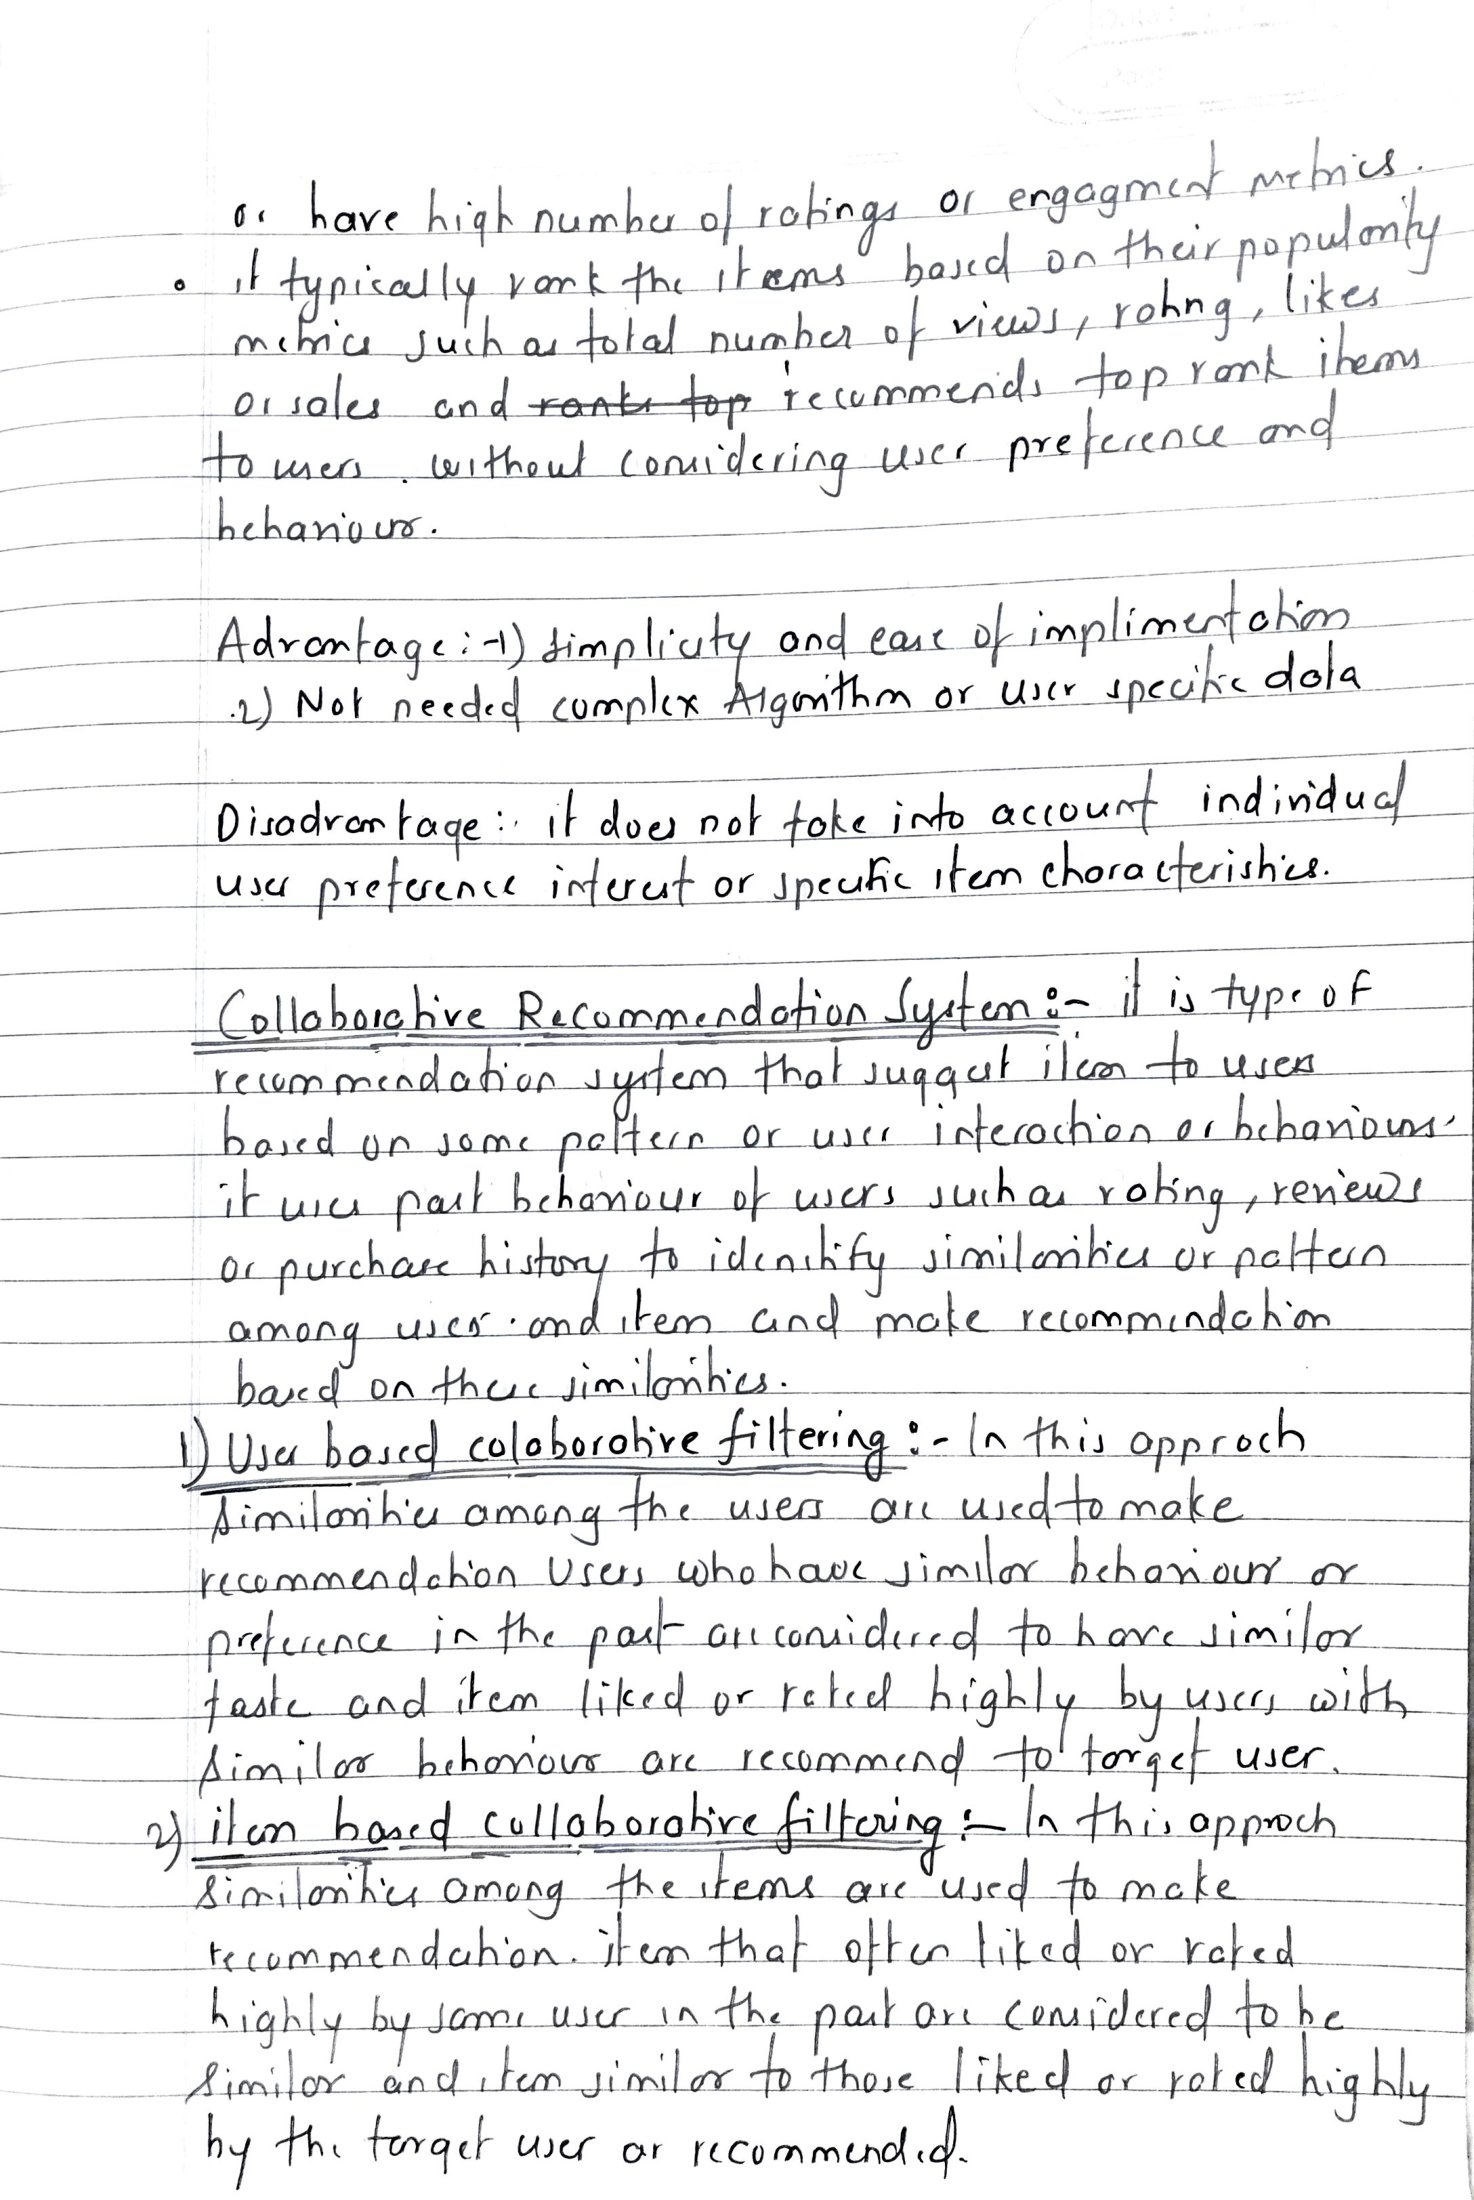 or have high number of ratings or engagment metrics.
• it typically rank the items based on their popularity
metrics such as total number of views, rating, likes
or sales and ranks top recommends top rank items
to users. without considering user preference and
behaviour.
Advantage :-1) Simplicity and ease of implimentation
2) Not needed complex Algorithm or user specific data
Disadvantage :- it does not take into account individual
user preference interest or specific item characteristics.
Collaborative Recommendation System :- it is type of
recommendation system that suggest item to users
based on some pattern or user interaction or behaviours.
it uses past behaviour of users such as rating, reviews
or purchase history to identify similarities or pattern
among user and item and make recommendation
based on these similarities.
1) User based colaborative filtering :- In this approch
similarities among the users are used to make
recommendation Users who have similar behaviour or
preference in the past are considered to have similar
taste and item liked or rated highly by users with
similar behaviour are recommend to target user.
2) item based collaborative filtering :- In this approch
similarities among the items are used to make
recommendation. item that often liked or rated
highly by same user in the past are considered to be
similar and item similar to those liked or rated highly
by the target user ar recommended.